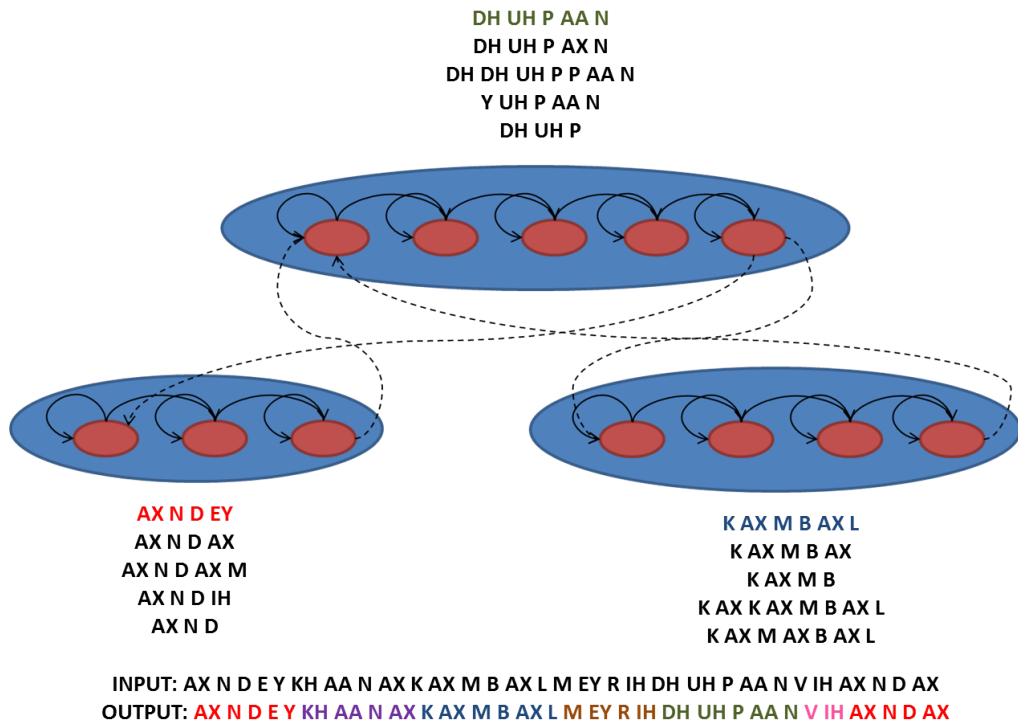 DH UH P AA N
DH UH P AX N
DH DH UH P P AA N
Y UH P AA N
DH UH P
AX N D EY
AX N D AX
AX N D AX M
AX N D IH
AX N D
K AX M B AX L
K AX M B AX
K AX M B
K AX K AX M B AX L
K AX M AX B AX L
INPUT: AX N D E Y KH AA N AX K AX M B AX L M EY R IH DH UH P AA N V IH AX N D AX
OUTPUT: AX N D E Y KH AA N AX K AX M B AX L M EY R IH DH UH P AA N V IH AX N D AX